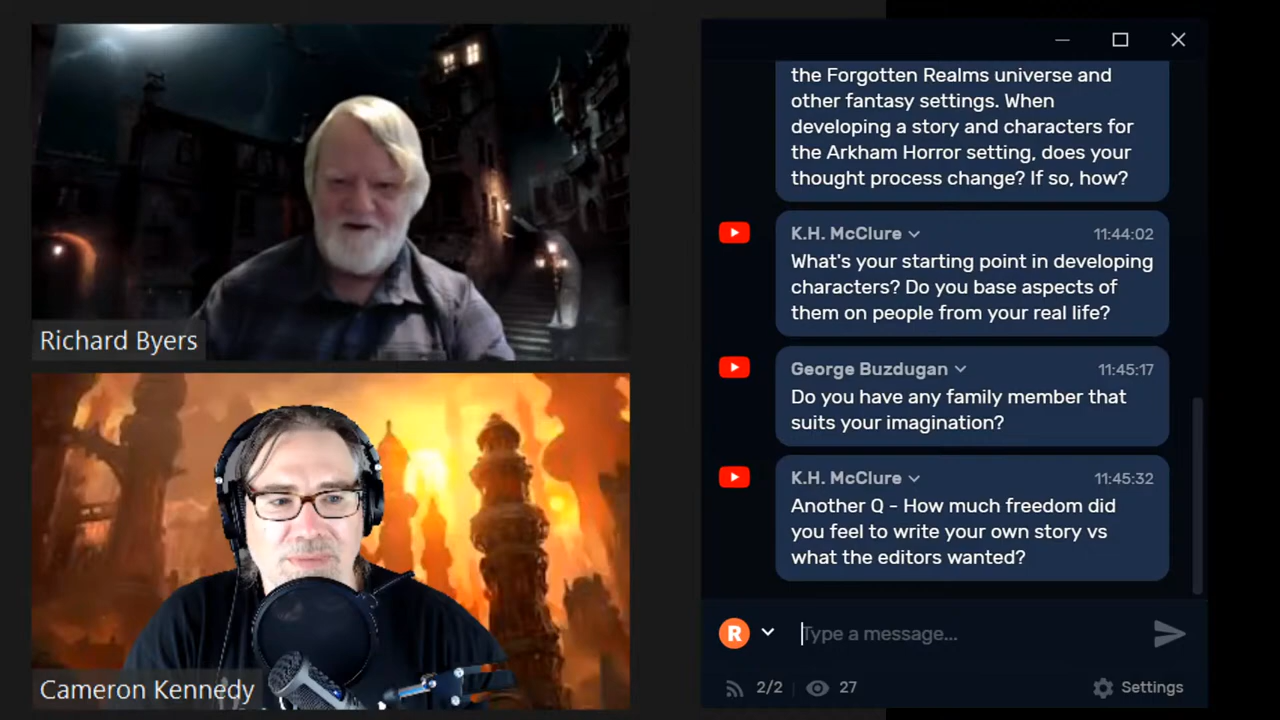 Richard Byers
Cameron Kennedy
the Forgotten Realms universe and
other fantasy settings. When
developing a story and characters for
the Arkham Horror setting, does your
thought process change? If so, how?
K.H. McClure 11:44:02
What's your starting point in developing
characters? Do you base aspects of
them on people from your real life?
George Buzdugan 11:45:17
Do you have any family member that
suits your imagination?
K.H. McClure 11:45:32
Another Q - How much freedom did
you feel to write your own story vs
what the editors wanted?
R
Type a message...
2/2 27 Settings